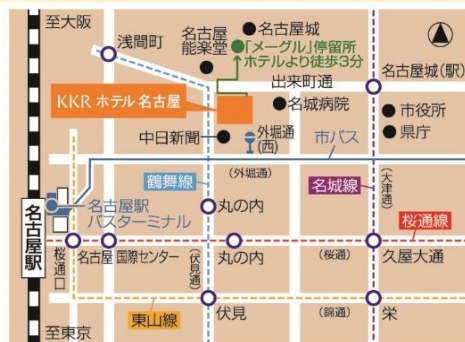 至大阪
浅間町
名古屋
能楽堂
名古屋城
「メーグル」停留所
ホテルより徒歩3分
出来町通
名古屋城(駅)
KKR ホテル 名古屋
名城病院
市役所
県庁
中日新聞
外堀通
(西)
市バス
(外堀通)
鶴舞線
名城線
(大津通)
名古屋駅
名古屋駅
バスターミナル
丸の内
桜通線
桜通口
名古屋
国際センター
(伏見通)
丸の内
(桜通)
久屋大通
東山線
伏見
(錦通)
栄
至東京